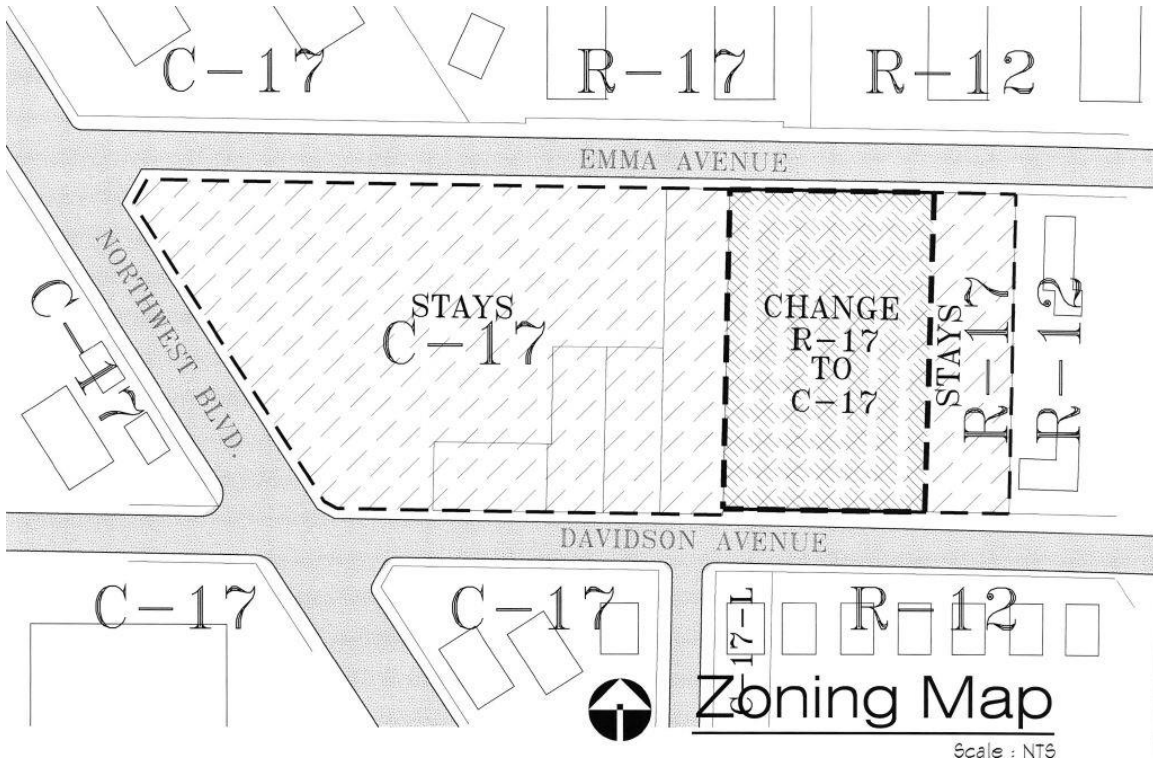 C-17
R-17
R-12
EMMA AVENUE
NORTHWEST BLVD.
C-17
STAYS
C-17
CHANGE
R-17
TO
C-17
STAYS
R-17
R-12
DAVIDSON AVENUE
C-17
C-17
C-17-L
R-12
Zoning Map
Scale : NTS